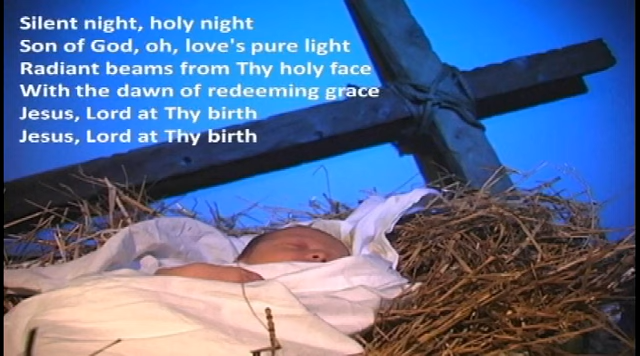 Silent night, holy night
Son of God, oh, love's pure light
Radiant beams from Thy holy face
With the dawn of redeeming grace
Jesus, Lord at Thy birth
Jesus, Lord at Thy birth